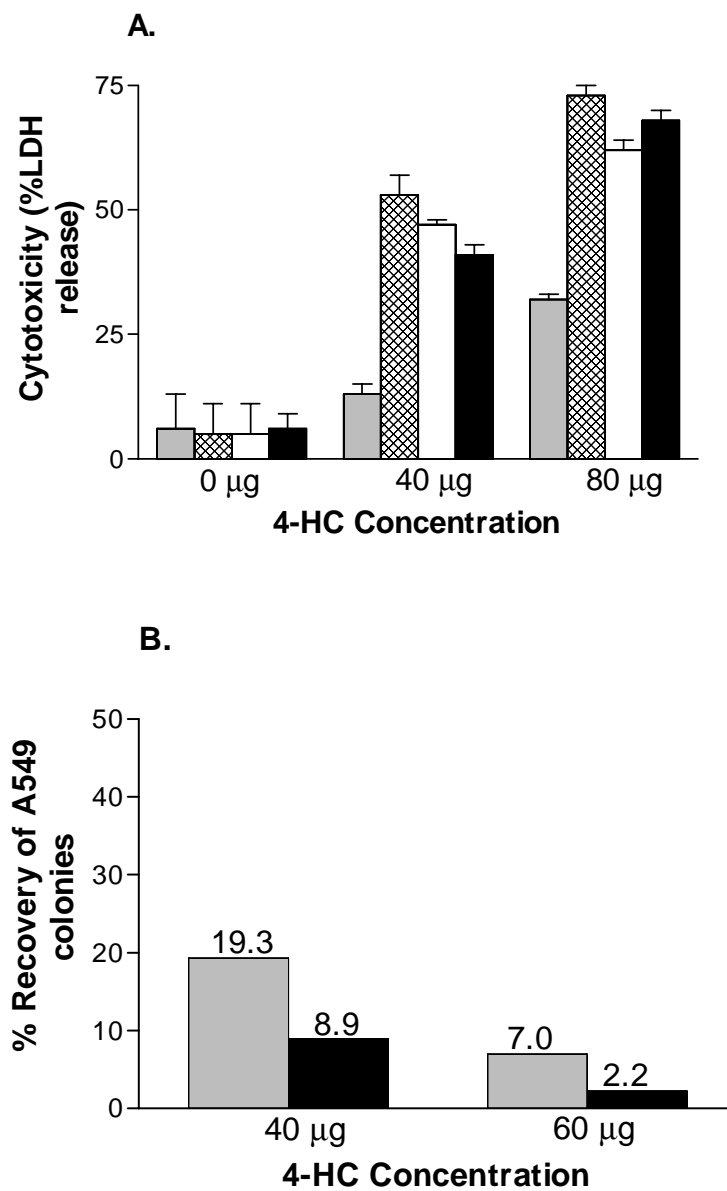 A.
Cytotoxicity (%LDH
release)
75
50
25
0
0 μg
40 μg
80 μg
4-HC Concentration
B.
% Recovery of A549
colonies
50
40
30
20
10
0
19.3
8.9
7.0
2.2
40 μg
60 μg
4-HC Concentration